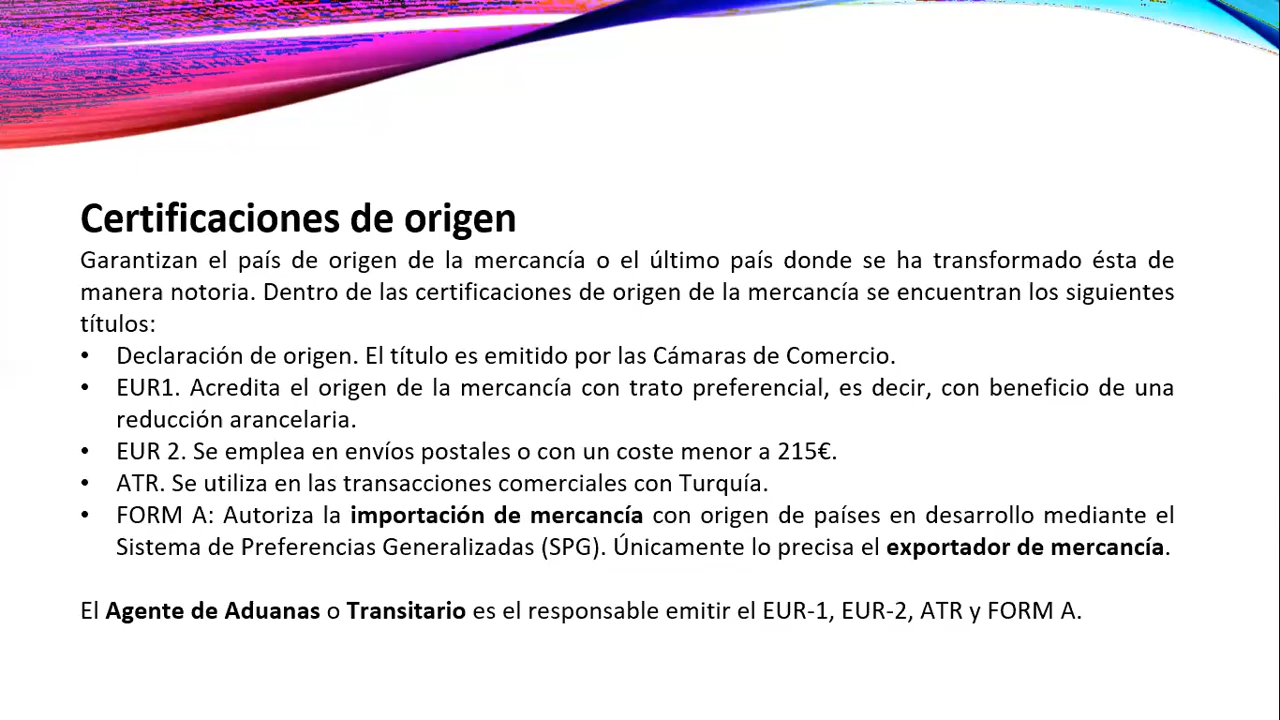 Certificaciones de origen
Garantizan el país de origen de la mercancía o el último país donde se ha transformado ésta de
manera notoria. Dentro de las certificaciones de origen de la mercancía se encuentran los siguientes
títulos:
• Declaración de origen. El título es emitido por las Cámaras de Comercio.
• EUR1. Acredita el origen de la mercancía con trato preferencial, es decir, con beneficio de una
reducción arancelaria.
• EUR 2. Se emplea en envíos postales o con un coste menor a 215€.
• ATR. Se utiliza en las transacciones comerciales con Turquía.
• FORM A: Autoriza la importación de mercancía con origen de países en desarrollo mediante el
Sistema de Preferencias Generalizadas (SPG). Únicamente lo precisa el exportador de mercancía.
El Agente de Aduanas o Transitario es el responsable emitir el EUR-1, EUR-2, ATR y FORM A.